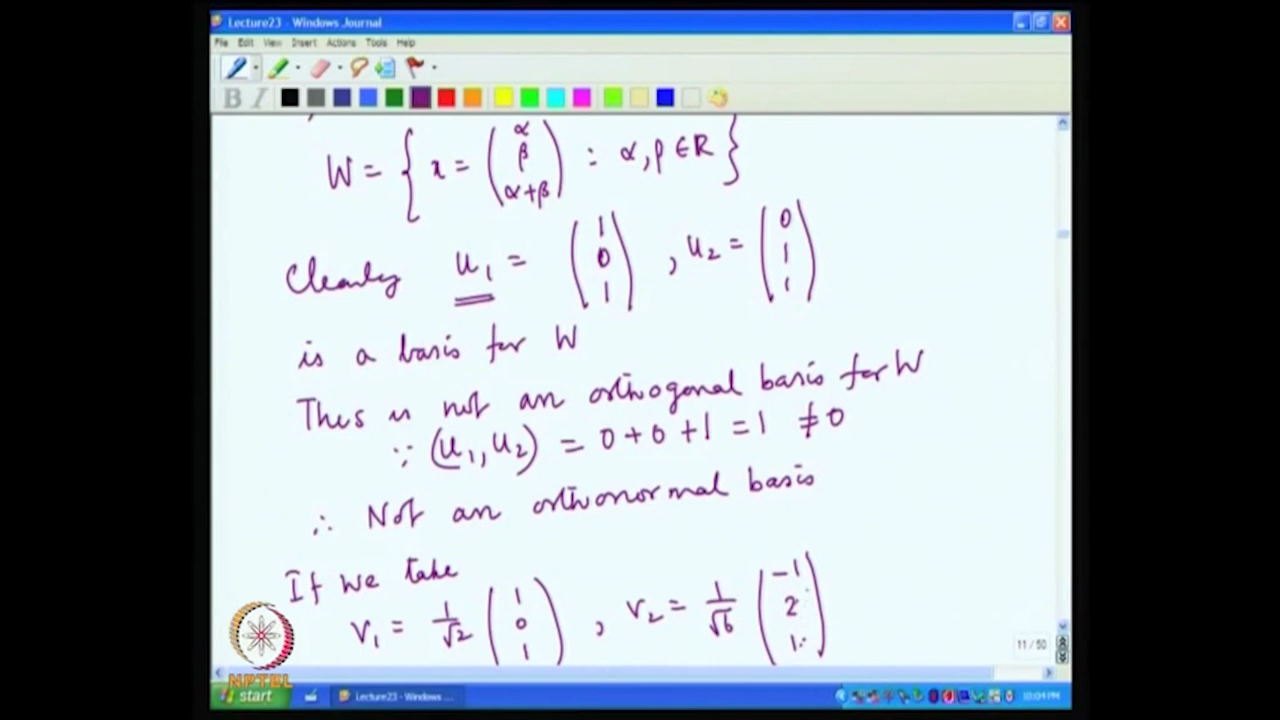 Lecture23 - Windows Journal
File Edit View Insert Actions Tools Help
B I
W = { x = ( α β α+β ) : α, β ∈ R }
Clearly u₁ = ( 1 0 1 ) , u₂ = ( 0 1 1 )
is a basis for W
This is not an orthogonal basis for W
∵ (u₁, u₂) = 0 + 0 + 1 = 1 ≠ 0
∴ Not an orthonormal basis
If we take
v₁ = 1/√2 ( 1 0 1 ) , v₂ = 1/√6 ( -1 2 1 )
11 / 50
NPTEL
start Lecture23 - Windows ... 10:04 PM